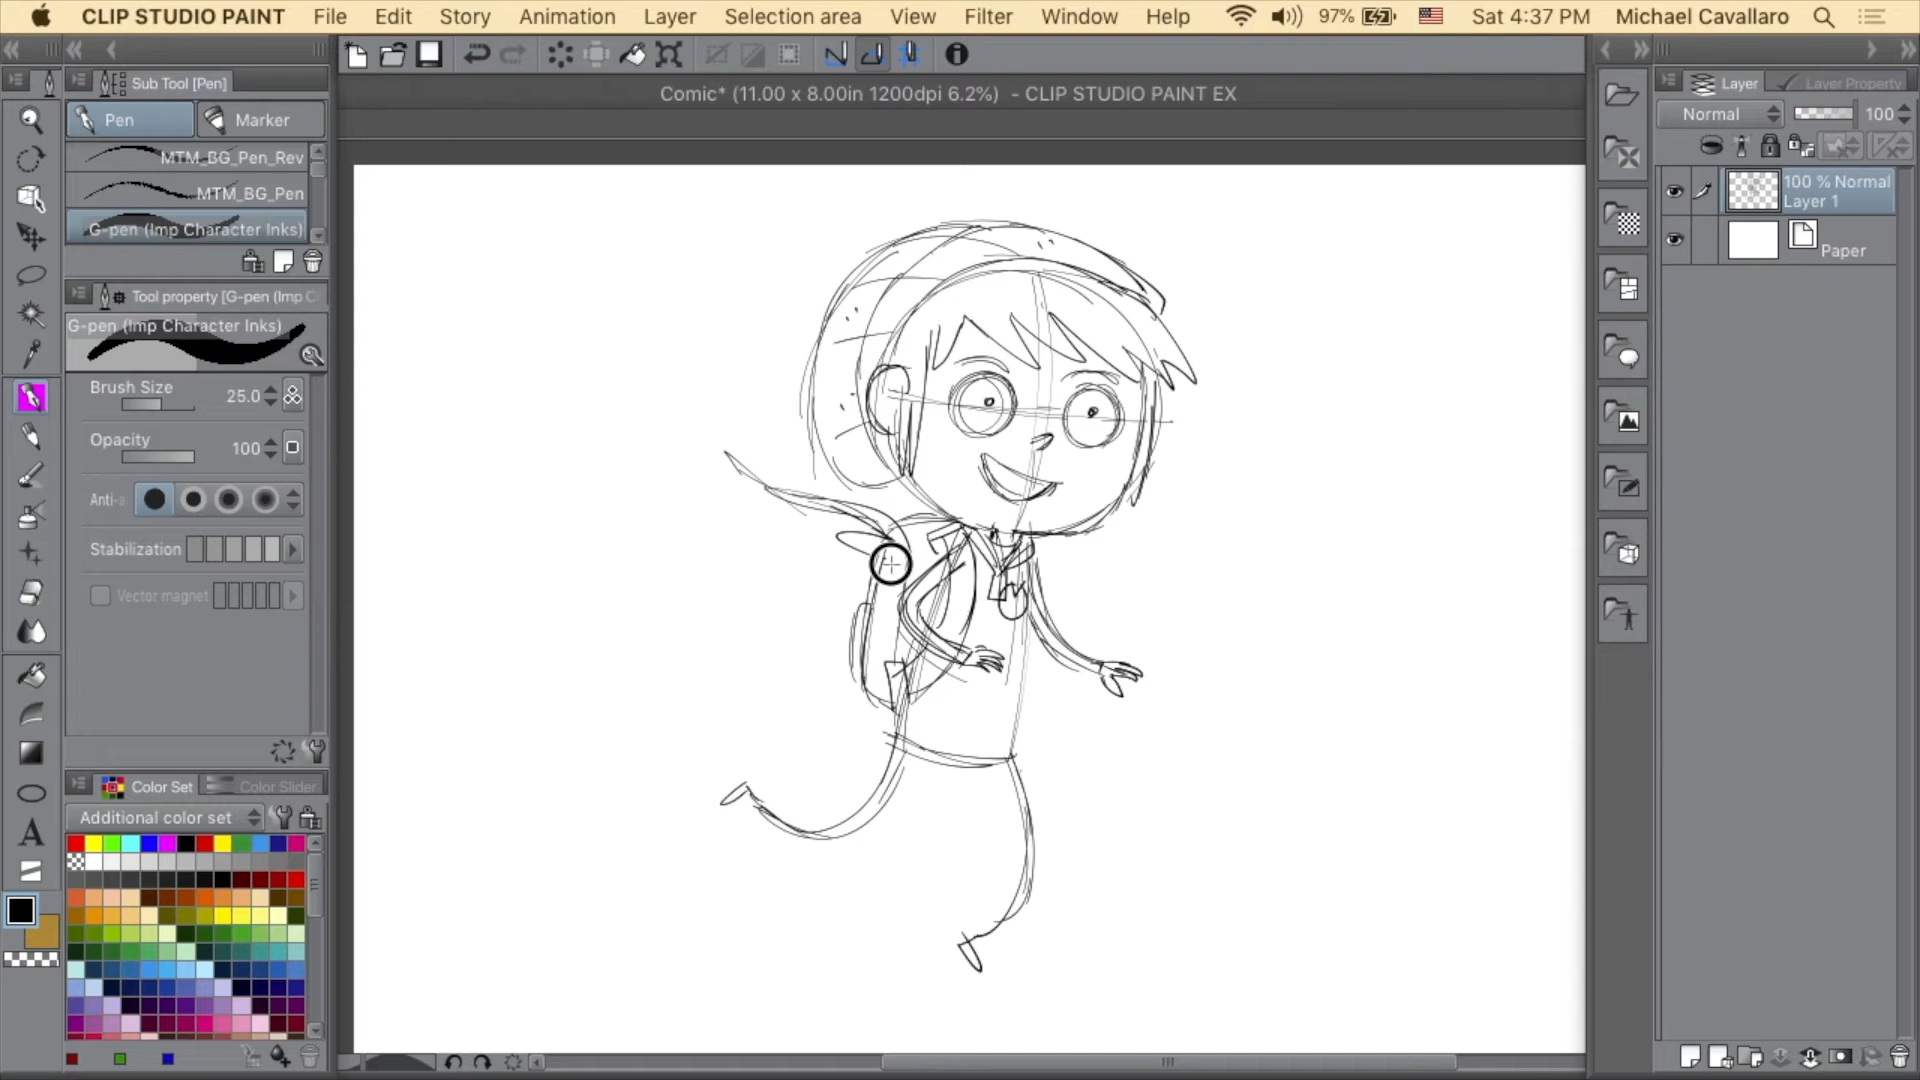 CLIP STUDIO PAINT File Edit Story Animation Layer Selection area View Filter Window Help 97% Sat 4:37 PM Michael Cavallaro
Sub Tool [Pen]
Pen Marker
MTM_BG_Pen_Rev
MTM_BG_Pen
G-pen (Imp Character Inks)
Tool property [G-pen (Imp C
G-pen (Imp Character Inks)
Brush Size 25.0
Opacity 100
Anti-a
Stabilization
Vector magnet
Color Set Color Slider
Additional color set
A
Comic* (11.00 x 8.00in 1200dpi 6.2%) - CLIP STUDIO PAINT EX
Layer Layer Property
Normal 100
100 % Normal
Layer 1
Paper